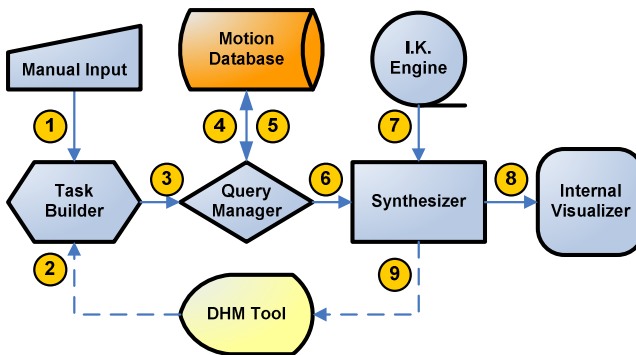 Manual Input
Motion
Database
I.K.
Engine
1
4
5
7
Task
Builder
3
Query
Manager
6
Synthesizer
8
Internal
Visualizer
2
9
DHM Tool